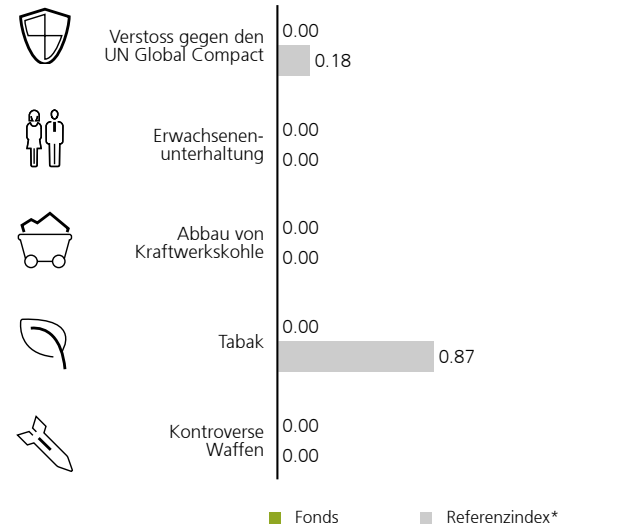 Verstoss gegen den
UN Global Compact
0.00
0.18
Erwachsenen-
unterhaltung
0.00
0.00
Abbau von
Kraftwerkskohle
0.00
0.00
Tabak
0.00
0.87
Kontroverse
Waffen
0.00
0.00
Fonds
Referenzindex*